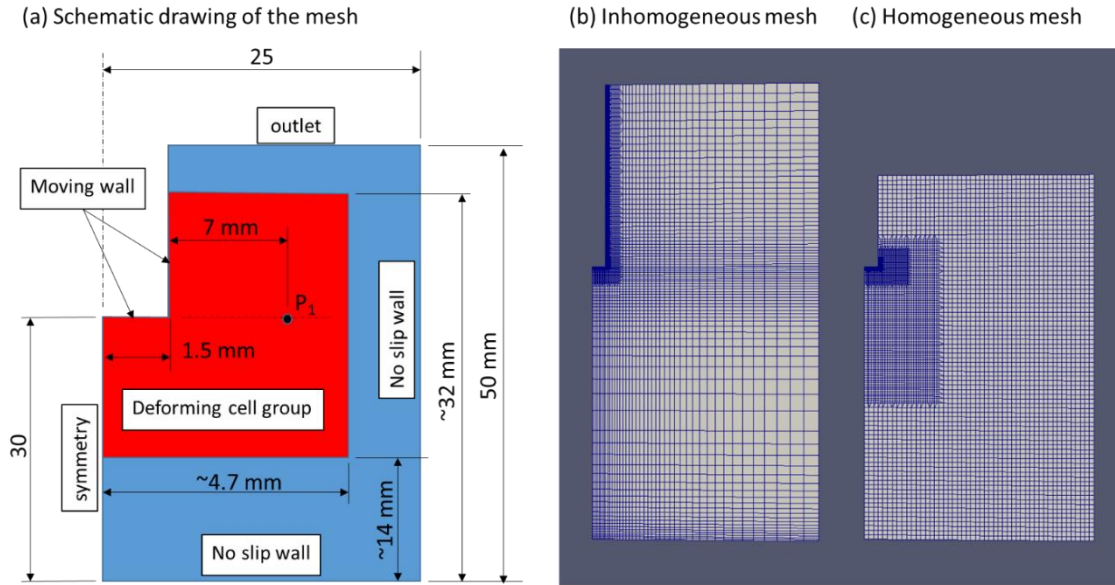 (a) Schematic drawing of the mesh
25
outlet
Moving wall
7 mm
P1
1.5 mm
Deforming cell group
30
symmetry
~4.7 mm
No slip wall
No slip wall
~14 mm
~32 mm
50 mm
(b) Inhomogeneous mesh
(c) Homogeneous mesh